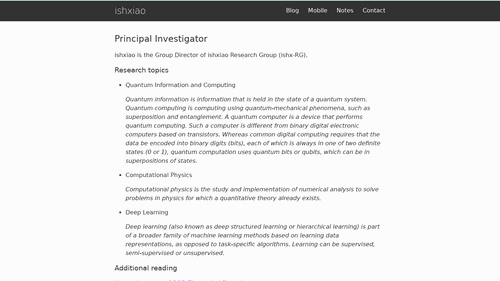 ishxiao
Blog Mobile Notes Contact
Principal Investigator
ishxiao is the Group Director of ishxiao Research Group (ishx-RG).
Research topics
Quantum Information and Computing
Quantum information is information that is held in the state of a quantum system.
Quantum computing is computing using quantum-mechanical phenomena, such as
superposition and entanglement. A quantum computer is a device that performs
quantum computing. Such a computer is different from binary digital electronic
computers based on transistors. Whereas common digital computing requires that the
data be encoded into binary digits (bits), each of which is always in one of two definite
states (0 or 1), quantum computation uses quantum bits or qubits, which can be in
superpositions of states.
Computational Physics
Computational physics is the study and implementation of numerical analysis to solve
problems in physics for which a quantitative theory already exists.
Deep Learning
Deep learning (also known as deep structured learning or hierarchical learning) is part
of a broader family of machine learning methods based on learning data
representations, as opposed to task-specific algorithms. Learning can be supervised,
semi-supervised or unsupervised.
Additional reading